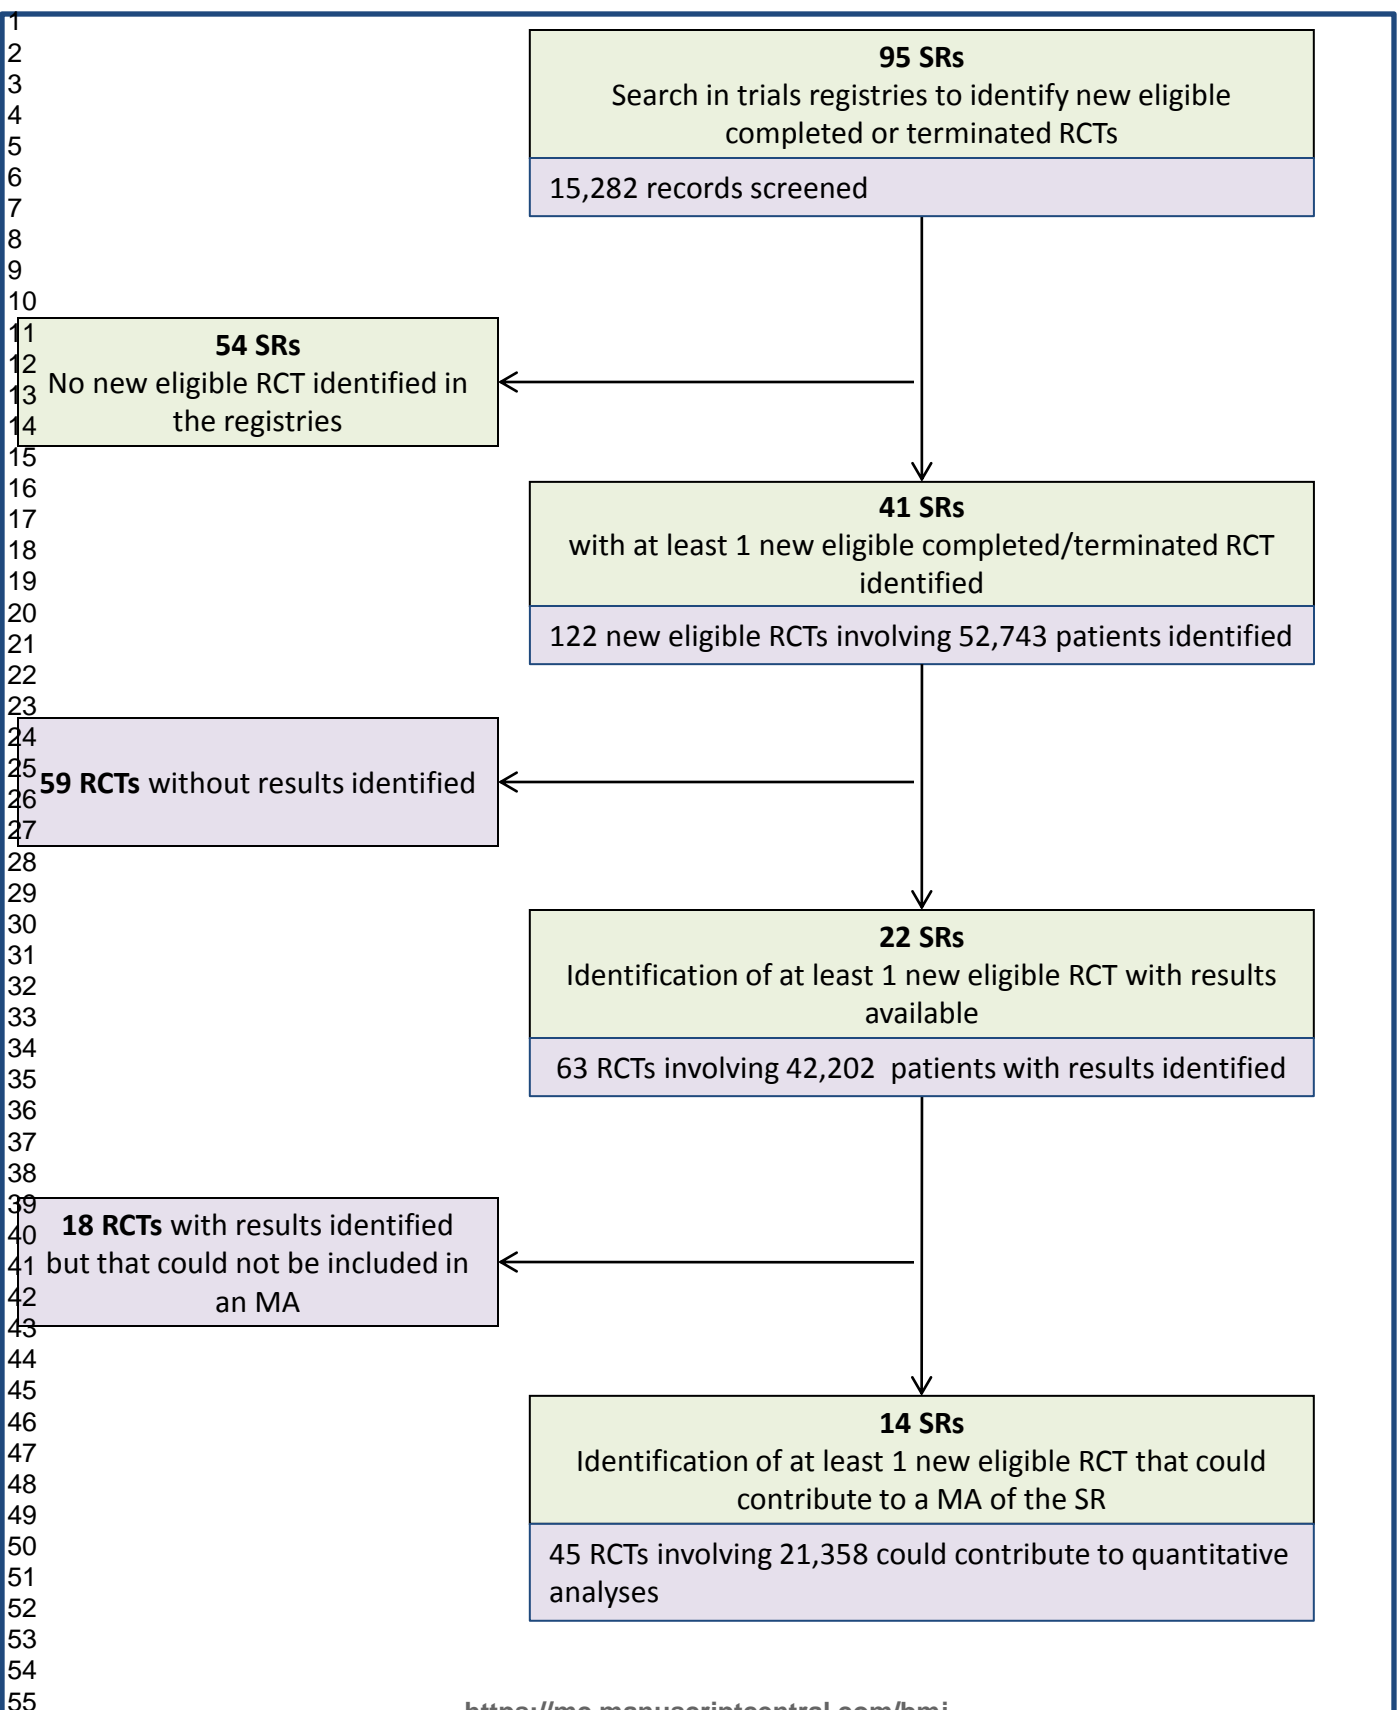 1
2
3
4
5
6
7
8
9
10
11
12
13
14
15
16
17
18
19
20
21
22
23
24
25
26
27
28
29
30
31
32
33
34
35
36
37
38
39
40
41
42
43
44
45
46
47
48
49
50
51
52
53
54
55
95 SRs
Search in trials registries to identify new eligible
completed or terminated RCTs
15,282 records screened
54 SRs
No new eligible RCT identified in
the registries
41 SRs
with at least 1 new eligible completed/terminated RCT
identified
122 new eligible RCTs involving 52,743 patients identified
59 RCTs without results identified
22 SRs
Identification of at least 1 new eligible RCT with results
available
63 RCTs involving 42,202 patients with results identified
18 RCTs with results identified
but that could not be included in
an MA
14 SRs
Identification of at least 1 new eligible RCT that could
contribute to a MA of the SR
45 RCTs involving 21,358 could contribute to quantitative
analyses
https://mc.manuscriptcentral.com/bmj